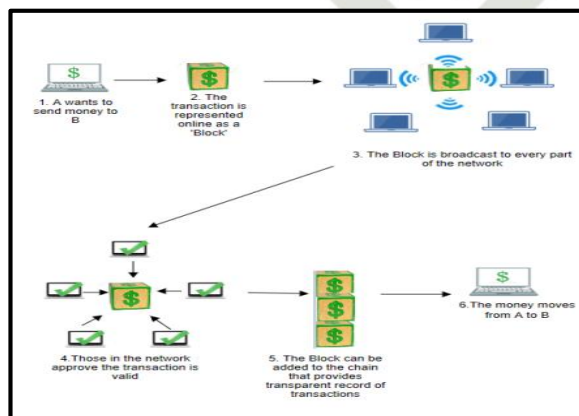 $
1. A wants to
send money to
B
$
2. The
transaction is
represented
online as a
'Block'
$
3. The Block is broadcast to every part
of the network
$
4.Those in the network
approve the transaction is
valid
$
$
$
5. The Block can be
added to the chain
that provides
transparent record of
transactions
$
6.The money moves
from A to B